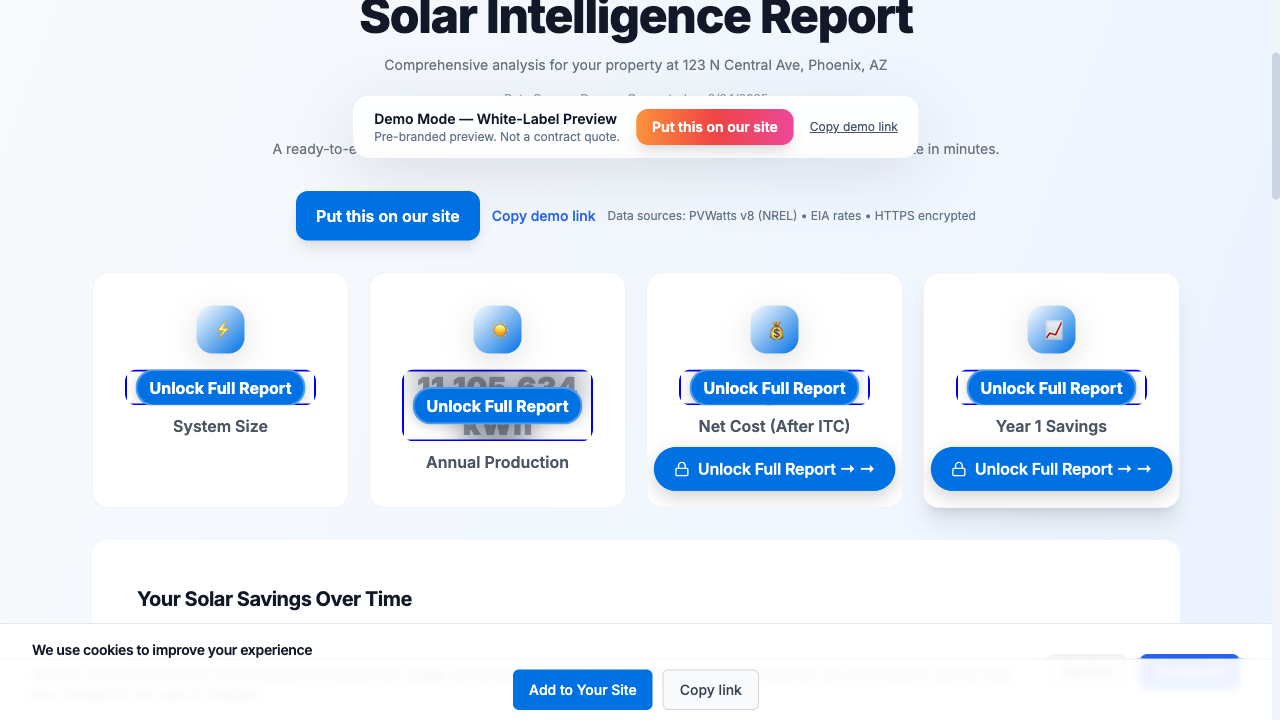 Solar Intelligence Report
Comprehensive analysis for your property at 123 N Central Ave, Phoenix, AZ
Demo Mode — White-Label Preview
Pre-branded preview. Not a contract quote.
Put this on our site
Copy demo link
A ready-to-e
e in minutes.
Put this on our site
Copy demo link
Data sources: PVWatts v8 (NREL) • EIA rates • HTTPS encrypted
Unlock Full Report
System Size
11,105,634
Unlock Full Report
kWh
Annual Production
Unlock Full Report
Net Cost (After ITC)
Unlock Full Report → →
Unlock Full Report
Year 1 Savings
Unlock Full Report → →
Your Solar Savings Over Time
We use cookies to improve your experience
Add to Your Site
Copy link